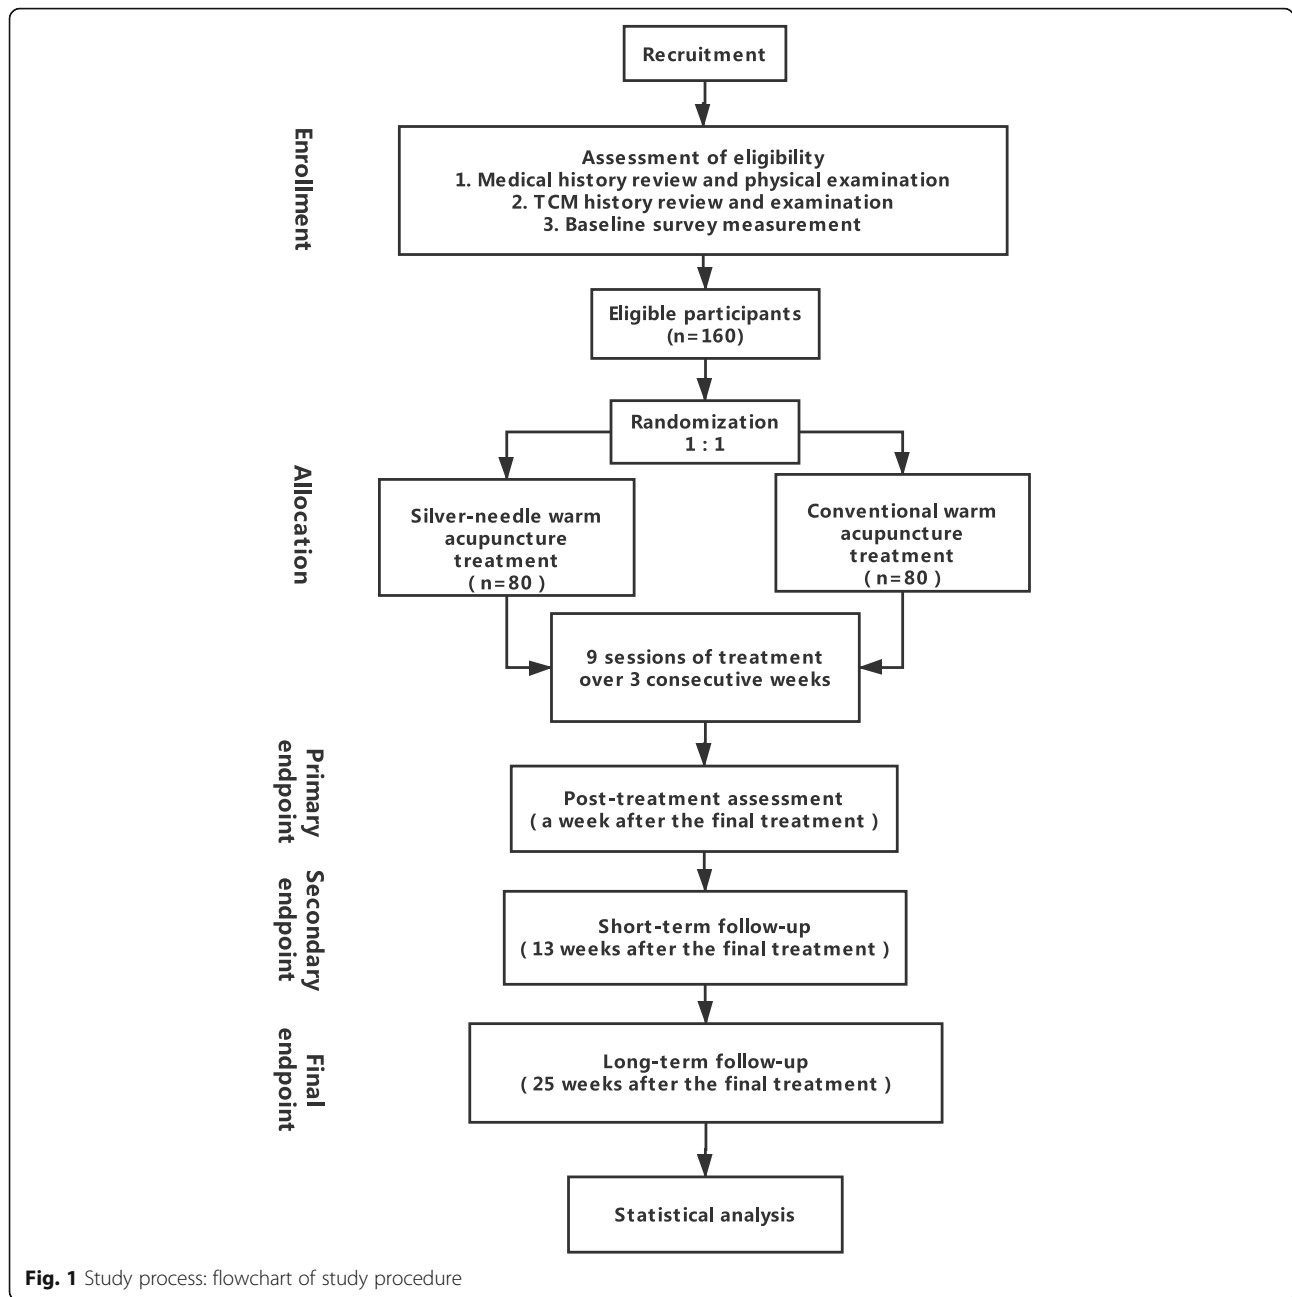 Recruitment
Enrollment
Assessment of eligibility
1. Medical history review and physical examination
2. TCM history review and examination
3. Baseline survey measurement
Eligible participants
(n=160)
Randomization
1 : 1
Allocation
Silver-needle warm
acupuncture
treatment
( n=80 )
Conventional warm
acupuncture
treatment
( n=80 )
9 sessions of treatment
over 3 consecutive weeks
Primary
endpoint
Post-treatment assessment
( a week after the final treatment )
Secondary
endpoint
Short-term follow-up
( 13 weeks after the final treatment )
Final
endpoint
Long-term follow-up
( 25 weeks after the final treatment )
Statistical analysis
Fig. 1 Study process: flowchart of study procedure